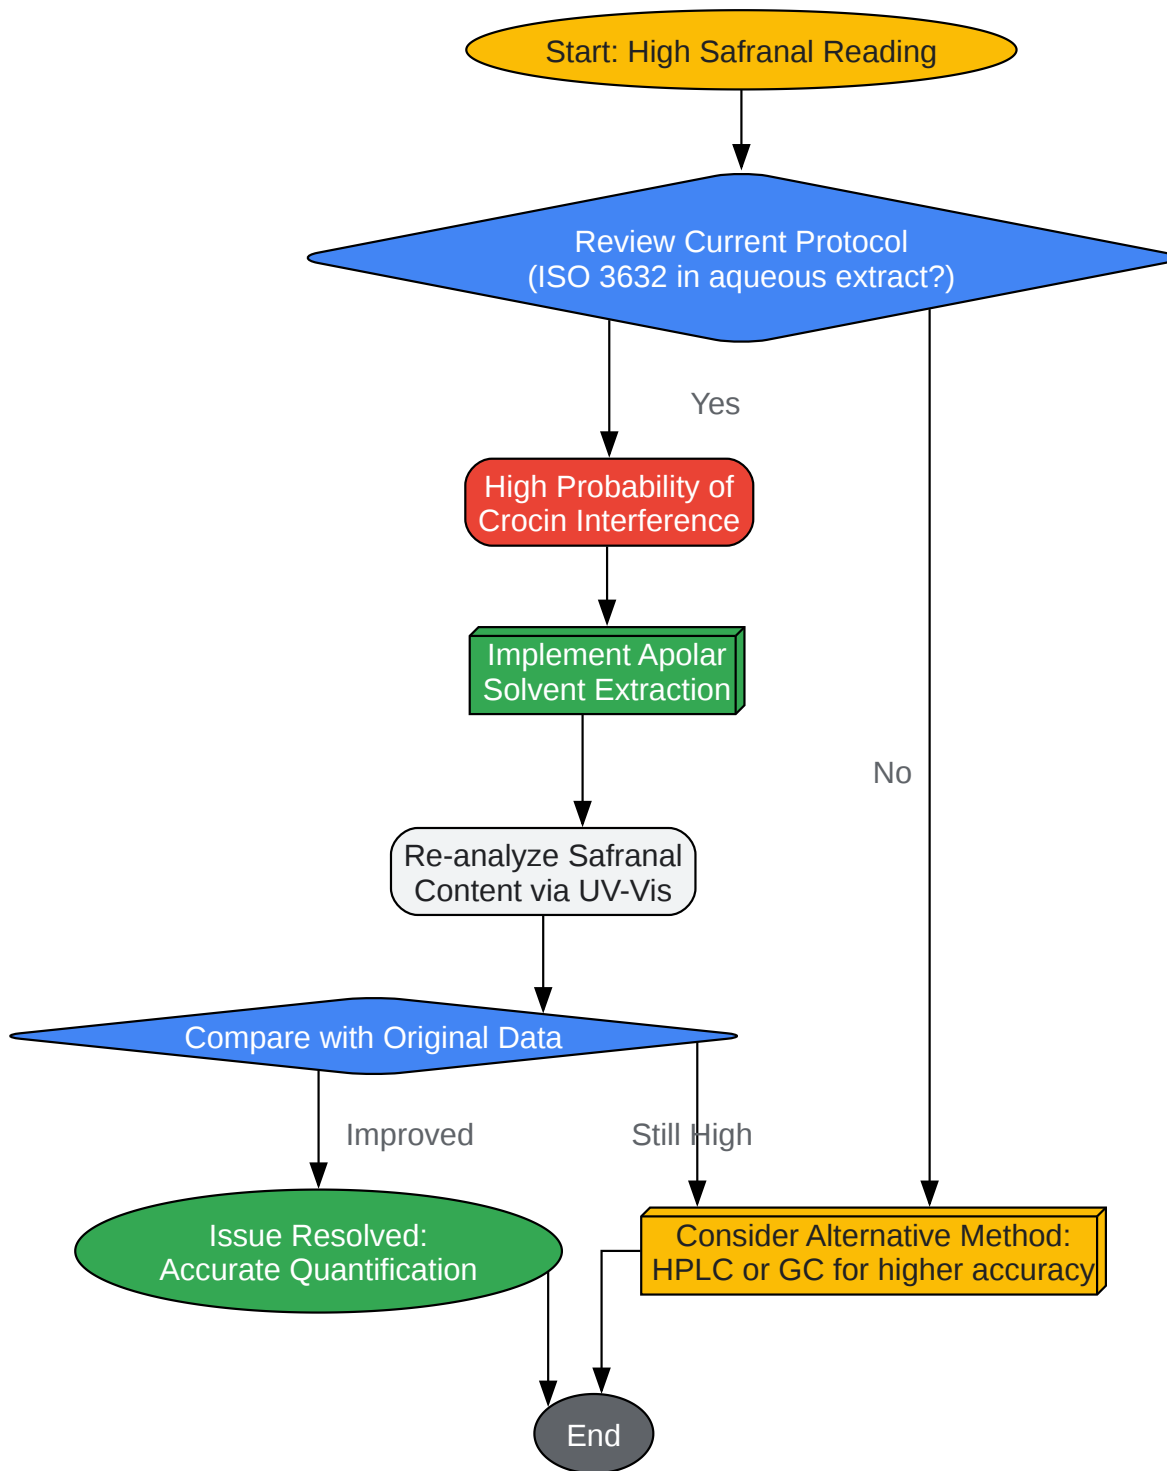 Start: High Safranal Reading
Review Current Protocol
(ISO 3632 in aqueous extract?)
Yes
High Probability of
Crocin Interference
Implement Apolar
Solvent Extraction
No
Re-analyze Safranal
Content via UV-Vis
Compare with Original Data
Improved
Still High
Issue Resolved:
Accurate Quantification
Consider Alternative Method:
HPLC or GC for higher accuracy
End